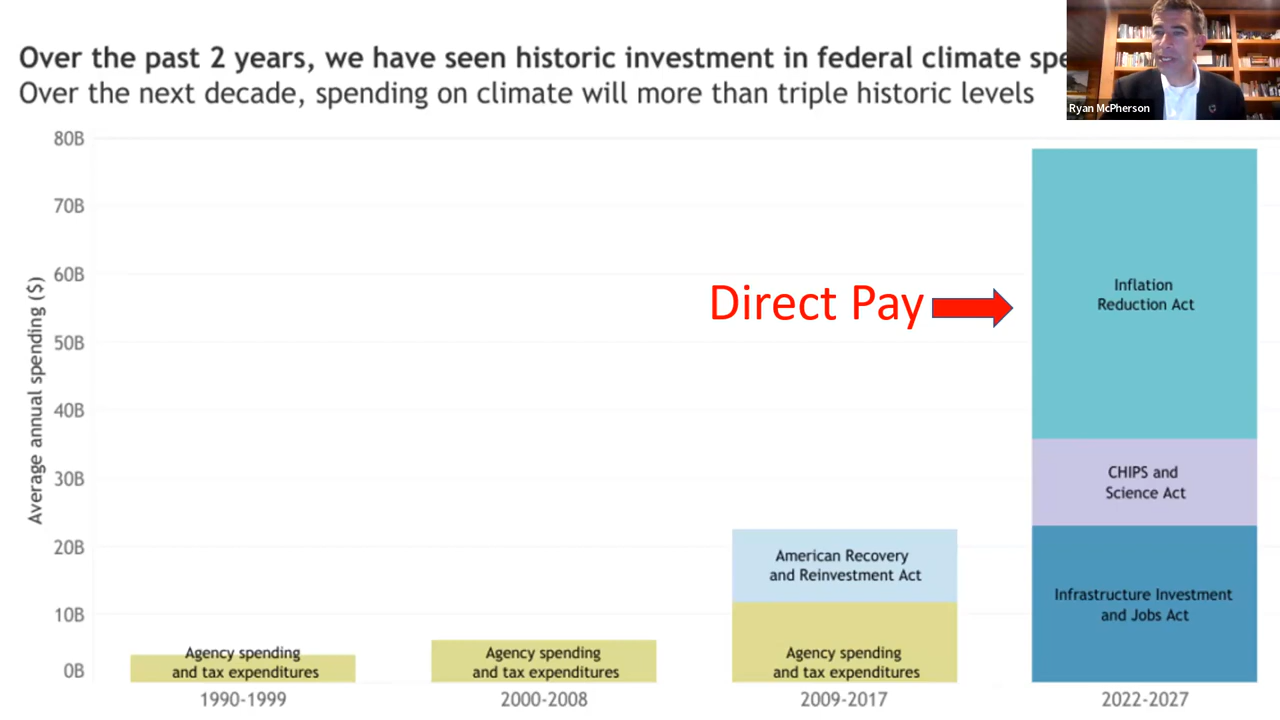 Over the past 2 years, we have seen historic investment in federal climate spe
Over the next decade, spending on climate will more than triple historic levels
Ryan McPherson
Average annual spending ($)
80B
70B
60B
50B
40B
30B
20B
10B
0B
Direct Pay
Inflation
Reduction Act
CHIPS and
Science Act
Infrastructure Investment
and Jobs Act
American Recovery
and Reinvestment Act
Agency spending
and tax expenditures
Agency spending
and tax expenditures
Agency spending
and tax expenditures
1990-1999
2000-2008
2009-2017
2022-2027